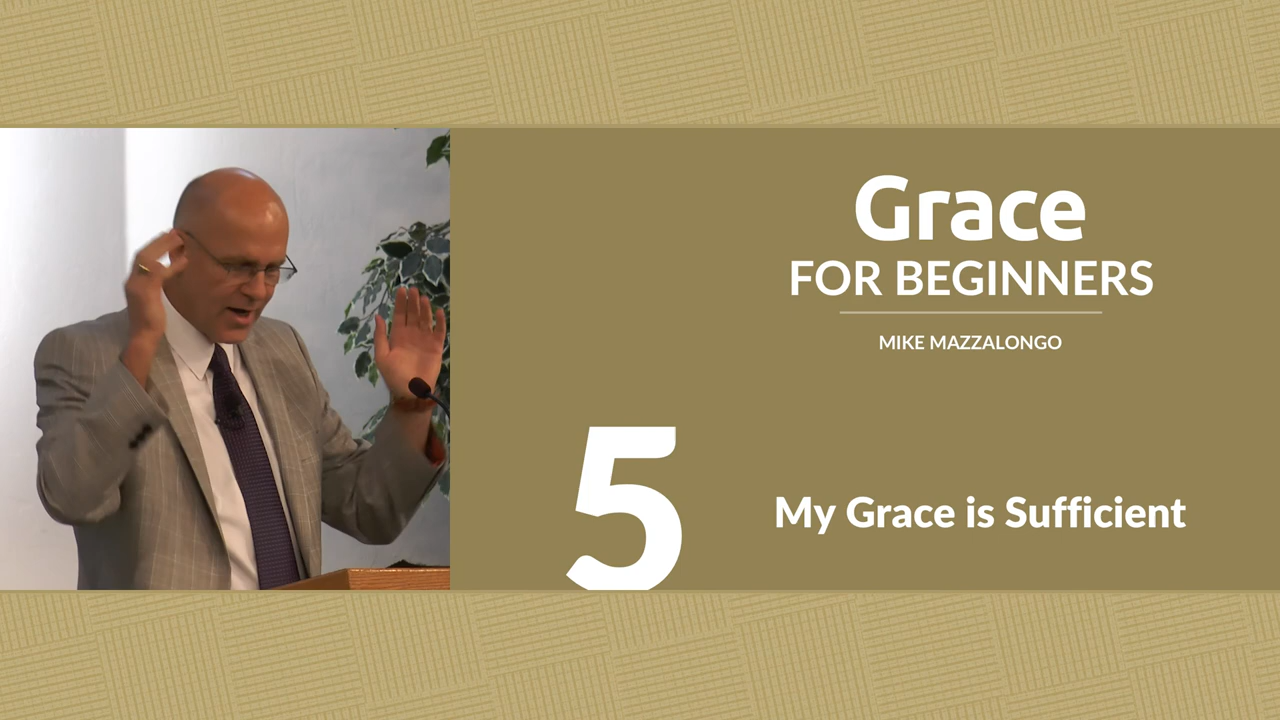 Grace
FOR BEGINNERS
MIKE MAZZALONGO
5
My Grace is Sufficient